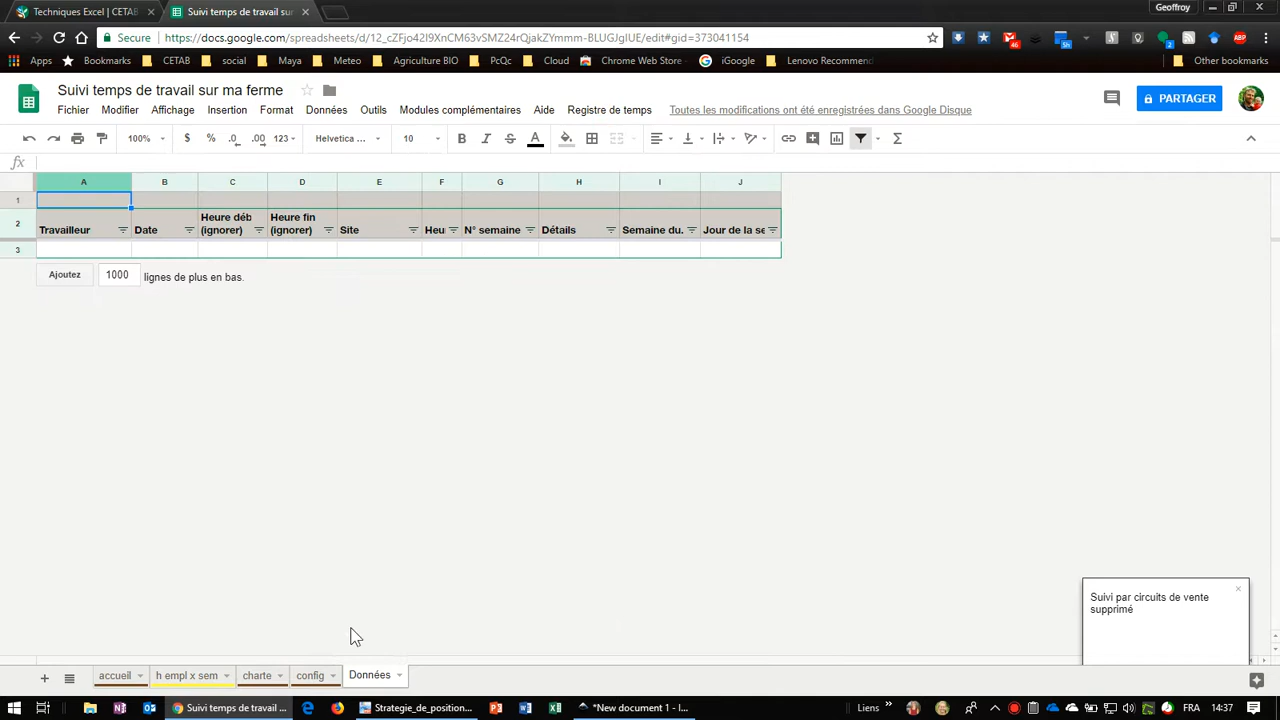 Techniques Excel | CETAB
Suivi temps de travail sur
Geoffroy
Secure
https://docs.google.com/spreadsheets/d/12_cZFjo42I9XnCM63vSMZ24rQjakZYmmm-BLUGJgIUE/edit#gid=373041154
Apps
Bookmarks
CETAB
social
Maya
Meteo
Agriculture BIO
PcQc
Cloud
Chrome Web Store
iGoogle
Lenovo Recommend
Other bookmarks
Suivi temps de travail sur ma ferme
Fichier Modifier Affichage Insertion Format Données Outils Modules complémentaires Aide Registre de temps
Toutes les modifications ont été enregistrées dans Google Disque
PARTAGER
100% $ % .0 .00 123 Helvetica ... 10
fx
A B C D E F G H I J
1
2 Travailleur Date Heure déb (ignorer) Heure fin (ignorer) Site Heu N° semaine Détails Semaine du. Jour de la se
3
Ajoutez 1000 lignes de plus en bas.
Suivi par circuits de vente
supprimé
accueil h empl x sem charte config Données
Suivi temps de travail ...
Strategie_de_position...
*New document 1 - I...
Liens
FRA
14:37